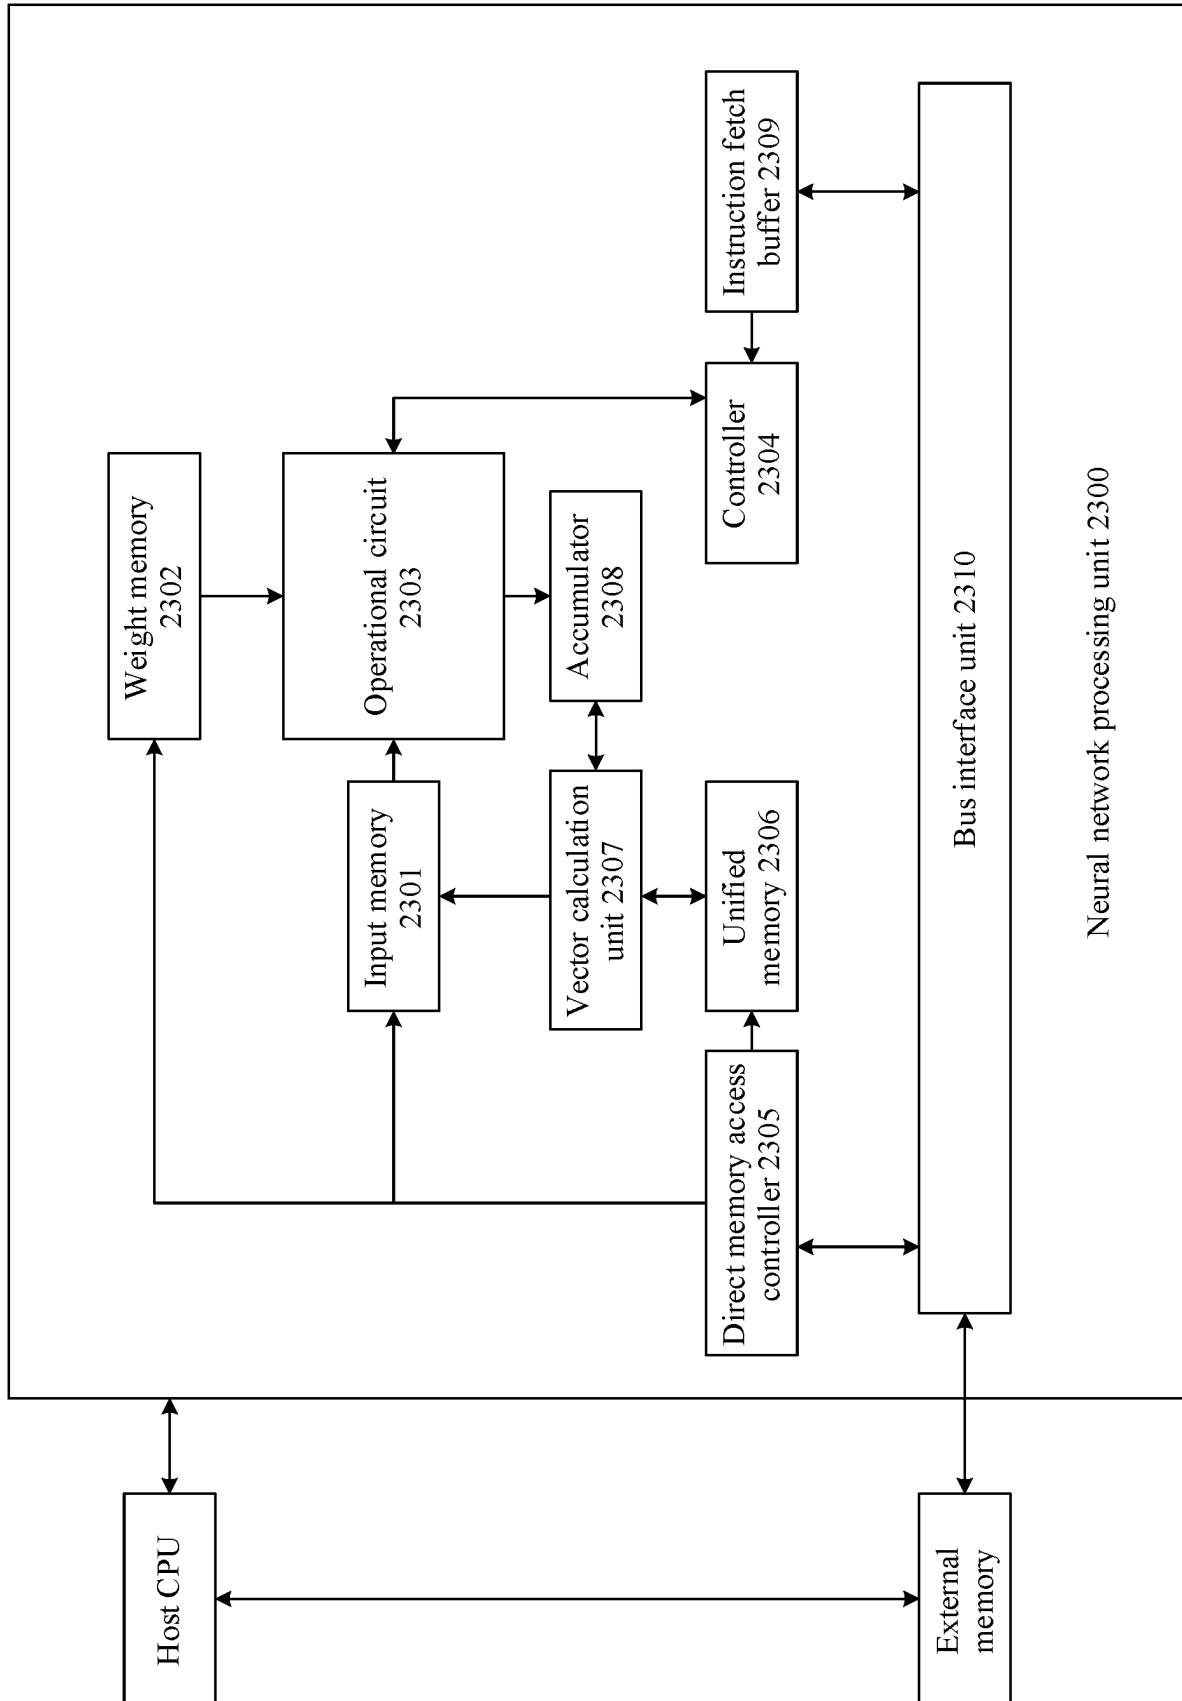 Host CPU
External
memory
Weight memory
2302
Input memory
2301
Operational circuit
2303
Vector calculation
unit 2307
Accumulator
2308
Direct memory access
controller 2305
Unified
memory 2306
Controller
2304
Instruction fetch
buffer 2309
Bus interface unit 2310
Neural network processing unit 2300